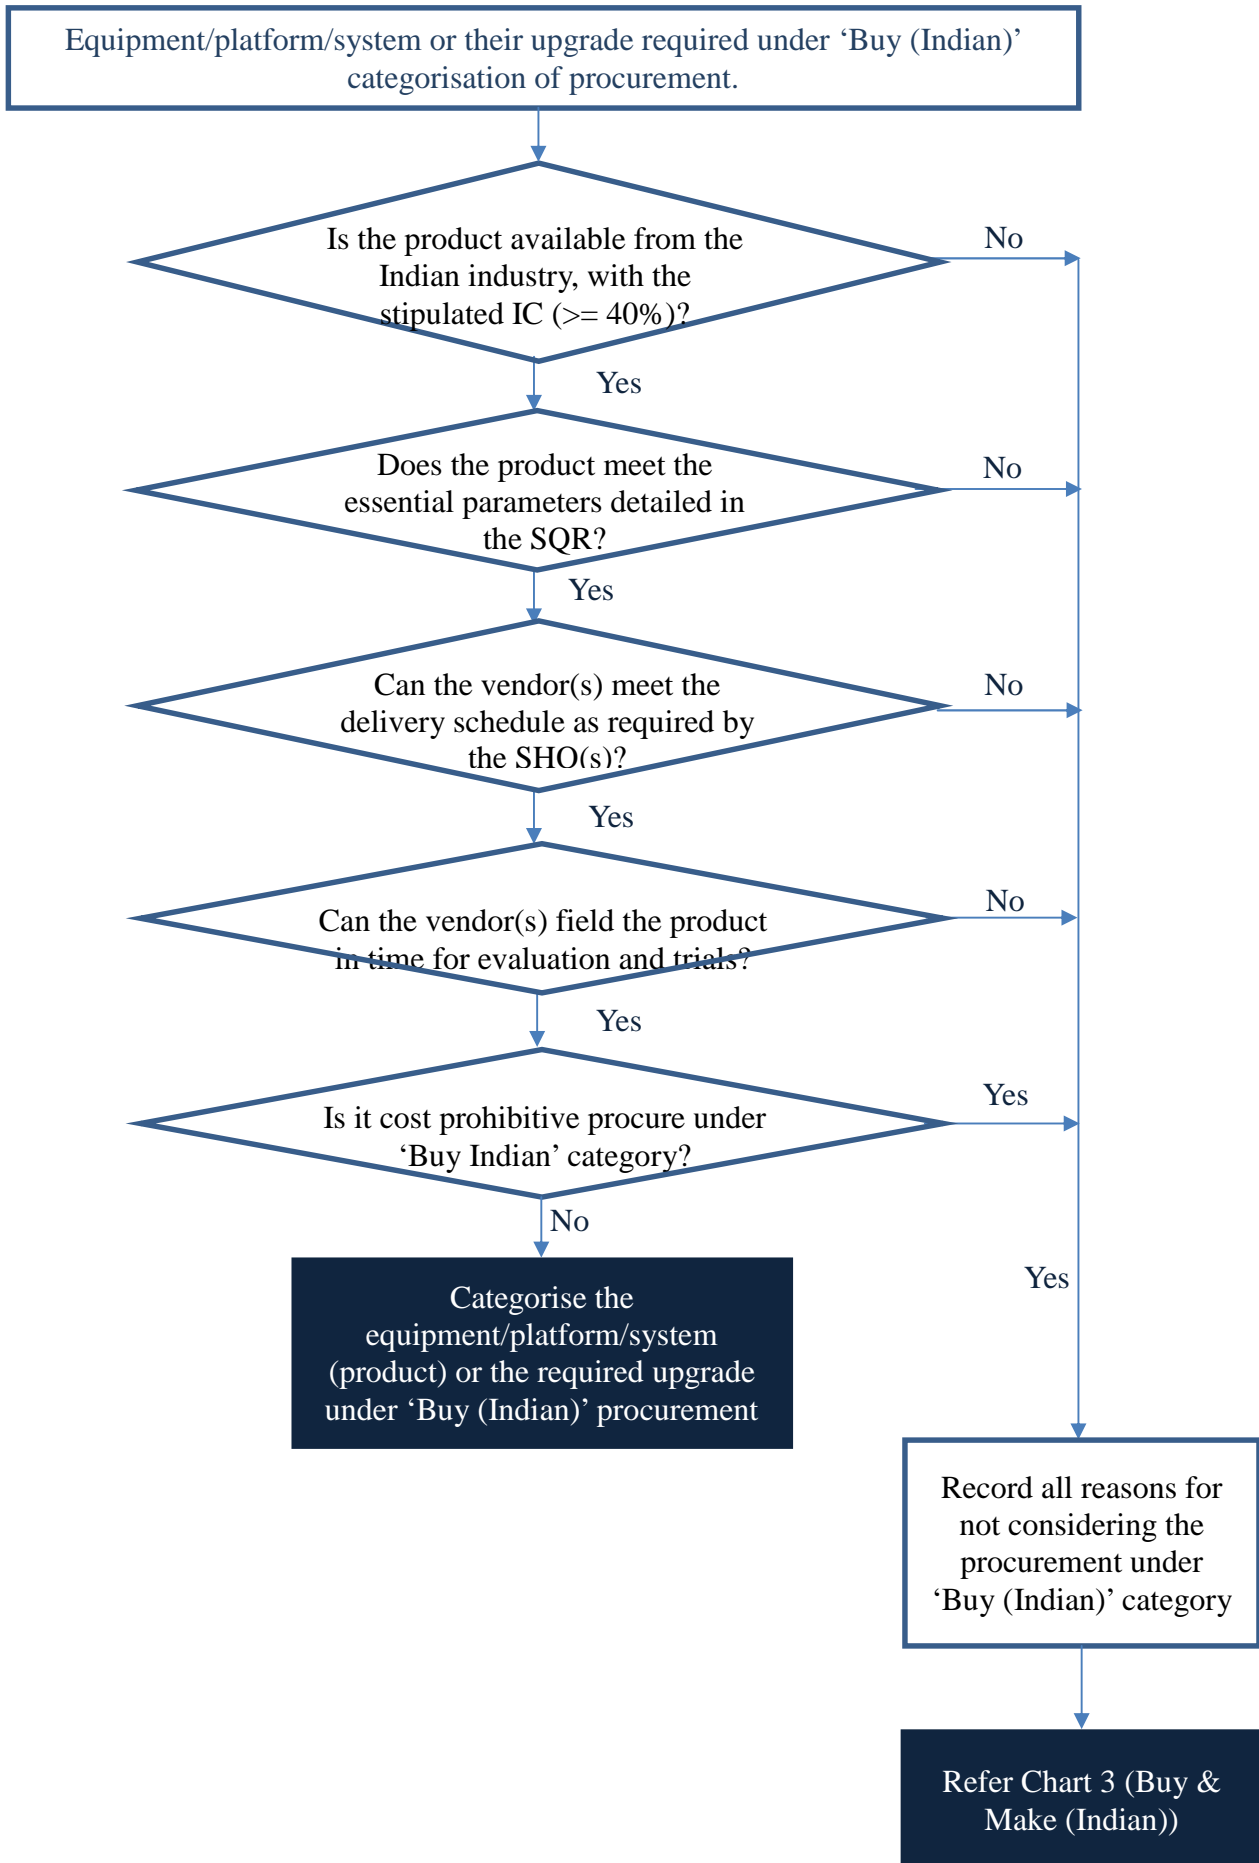 Equipment/platform/system or their upgrade required under ‘Buy (Indian)’
categorisation of procurement.
Is the product available from the
Indian industry, with the
stipulated IC (>= 40%)?
No
Yes
Does the product meet the
essential parameters detailed in
the SQR?
No
Yes
Can the vendor(s) meet the
delivery schedule as required by
the SHO(s)?
No
Yes
Can the vendor(s) field the product
in time for evaluation and trials?
No
Yes
Is it cost prohibitive procure under
‘Buy Indian’ category?
Yes
No
Categorise the
equipment/platform/system
(product) or the required upgrade
under ‘Buy (Indian)’ procurement
Yes
Record all reasons for
not considering the
procurement under
‘Buy (Indian)’ category
Refer Chart 3 (Buy &
Make (Indian))